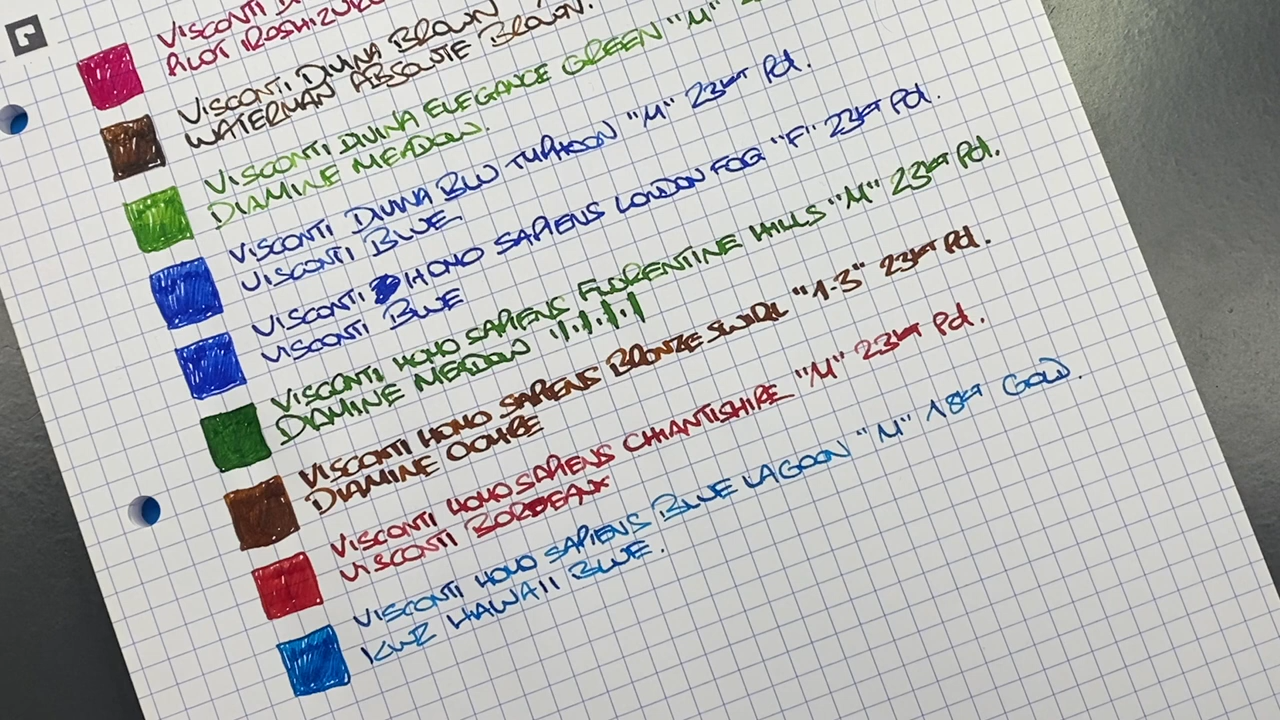 VISCONTI
PILOT IROSHIZUKU
VISCONTI DIVINA BROWN
WATERMAN ABSOLUTE BROWN.
VISCONTI DIVINA ELEGANCE GREEN "M"
DIAMINE MEADOW.
VISCONTI DIVINA BLU TYPHOON "M" 23kt Pd.
VISCONTI BLUE
VISCONTI HOMO SAPIENS LONDON FOG "F" 23kt Pd.
VISCONTI BLUE
VISCONTI HOMO SAPIENS FLORENTINE HILLS "M" 23kt Pd.
DIAMINE MEADOW
VISCONTI HOMO SAPIENS BRONZE SWIRL "1.3" 23kt Pd.
DIAMINE OCHRE
VISCONTI HOMO SAPIENS CHIANTISHIRE "M" 23kt Pd.
VISCONTI BORDEAUX
VISCONTI HOMO SAPIENS BLUE LAGOON "M" 18kt GOLD.
KWZ HAWAII BLUE.